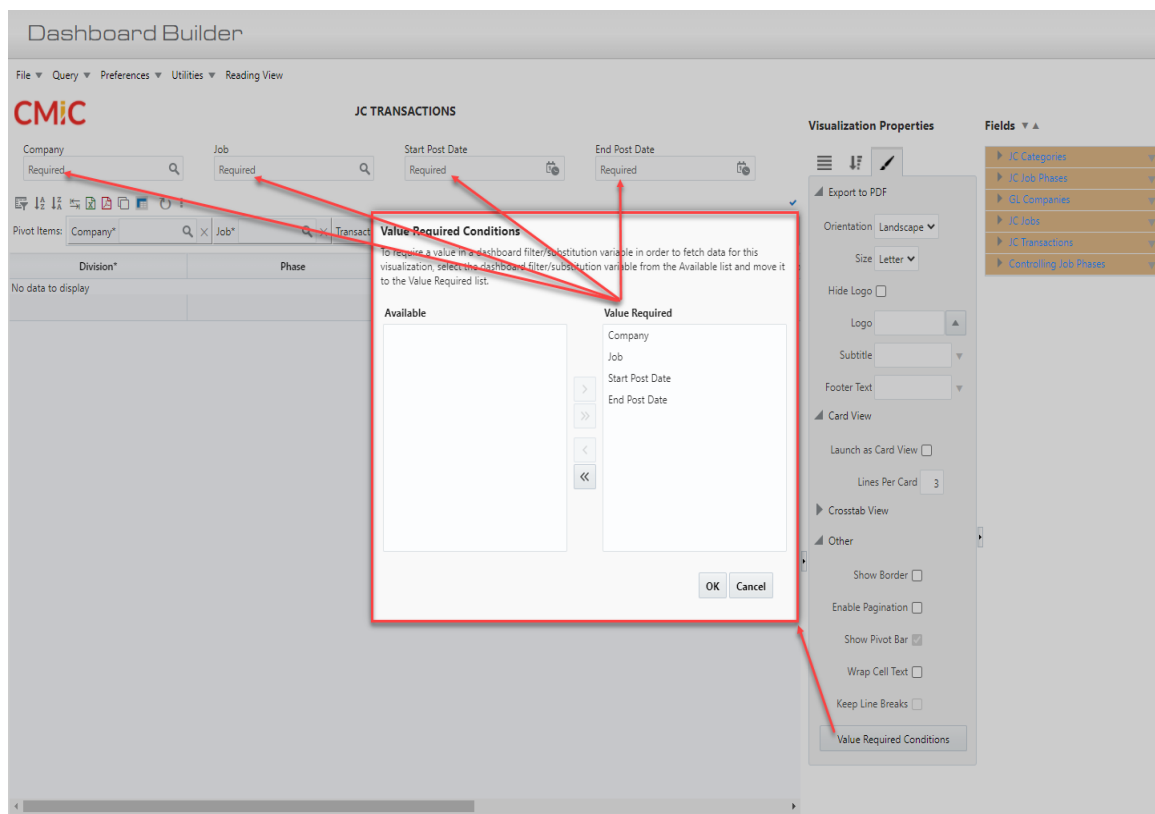 Dashboard Builder
File Query Preferences Utilities Reading View
CMiC
JC TRANSACTIONS
Company
Job
Start Post Date
End Post Date
Required
Required
Required
Required
Pivot Items: Company* Job* Transact
Division*
Phase
No data to display
Value Required Conditions
To require a value in a dashboard filter/substitution variable in order to fetch data for this
visualization, select the dashboard filter/substitution variable from the Available list and move it
to the Value Required list.
Available
Value Required
Company
Job
Start Post Date
End Post Date
OK
Cancel
Visualization Properties
Export to PDF
Orientation Landscape
Size Letter
Hide Logo
Logo
Subtitle
Footer Text
Card View
Launch as Card View
Lines Per Card 3
Crosstab View
Other
Show Border
Enable Pagination
Show Pivot Bar
Wrap Cell Text
Keep Line Breaks
Value Required Conditions
Fields
JC Categories
JC Job Phases
GL Companies
JC Jobs
JC Transactions
Controlling Job Phases